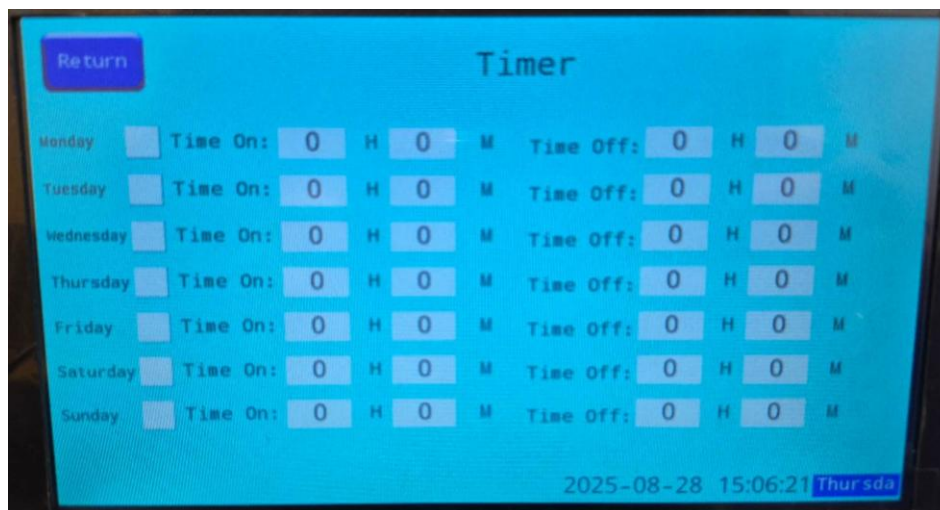 Return
Timer
Monday Time On: 0 H 0 M Time Off: 0 H 0 M
Tuesday Time On: 0 H 0 M Time Off: 0 H 0 M
Wednesday Time On: 0 H 0 M Time Off: 0 H 0 M
Thursday Time On: 0 H 0 M Time Off: 0 H 0 M
Friday Time On: 0 H 0 M Time Off: 0 H 0 M
Saturday Time On: 0 H 0 M Time Off: 0 H 0 M
Sunday Time On: 0 H 0 M Time Off: 0 H 0 M
2025-08-28 15:06:21 Thursda